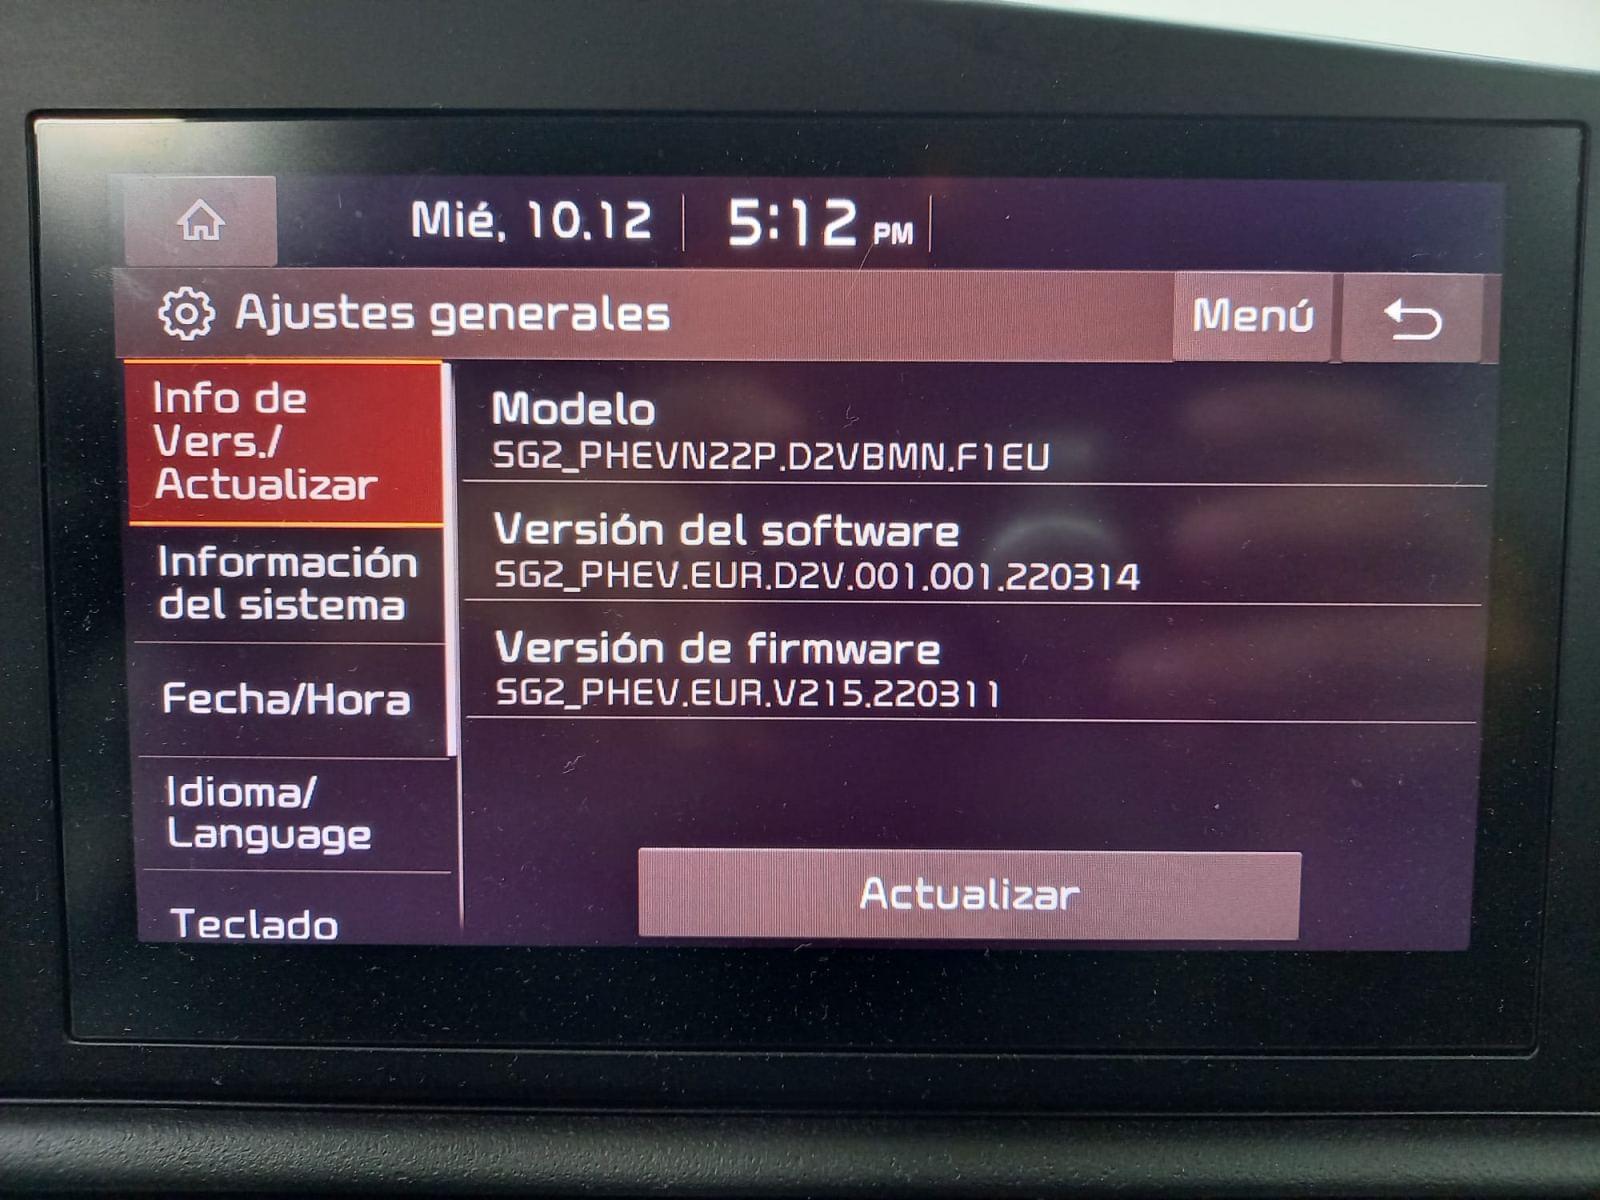 Mié, 10.12
5:12 PM
Ajustes generales
Menú
Info de
Vers./
Actualizar
Información
del sistema
Fecha/Hora
Idioma/
Language
Teclado
Modelo
SG2_PHEVN22P.D2VBMN.F1EU
Versión del software
SG2_PHEV.EUR.D2V.001.001.220314
Versión de firmware
SG2_PHEV.EUR.V215.220311
Actualizar